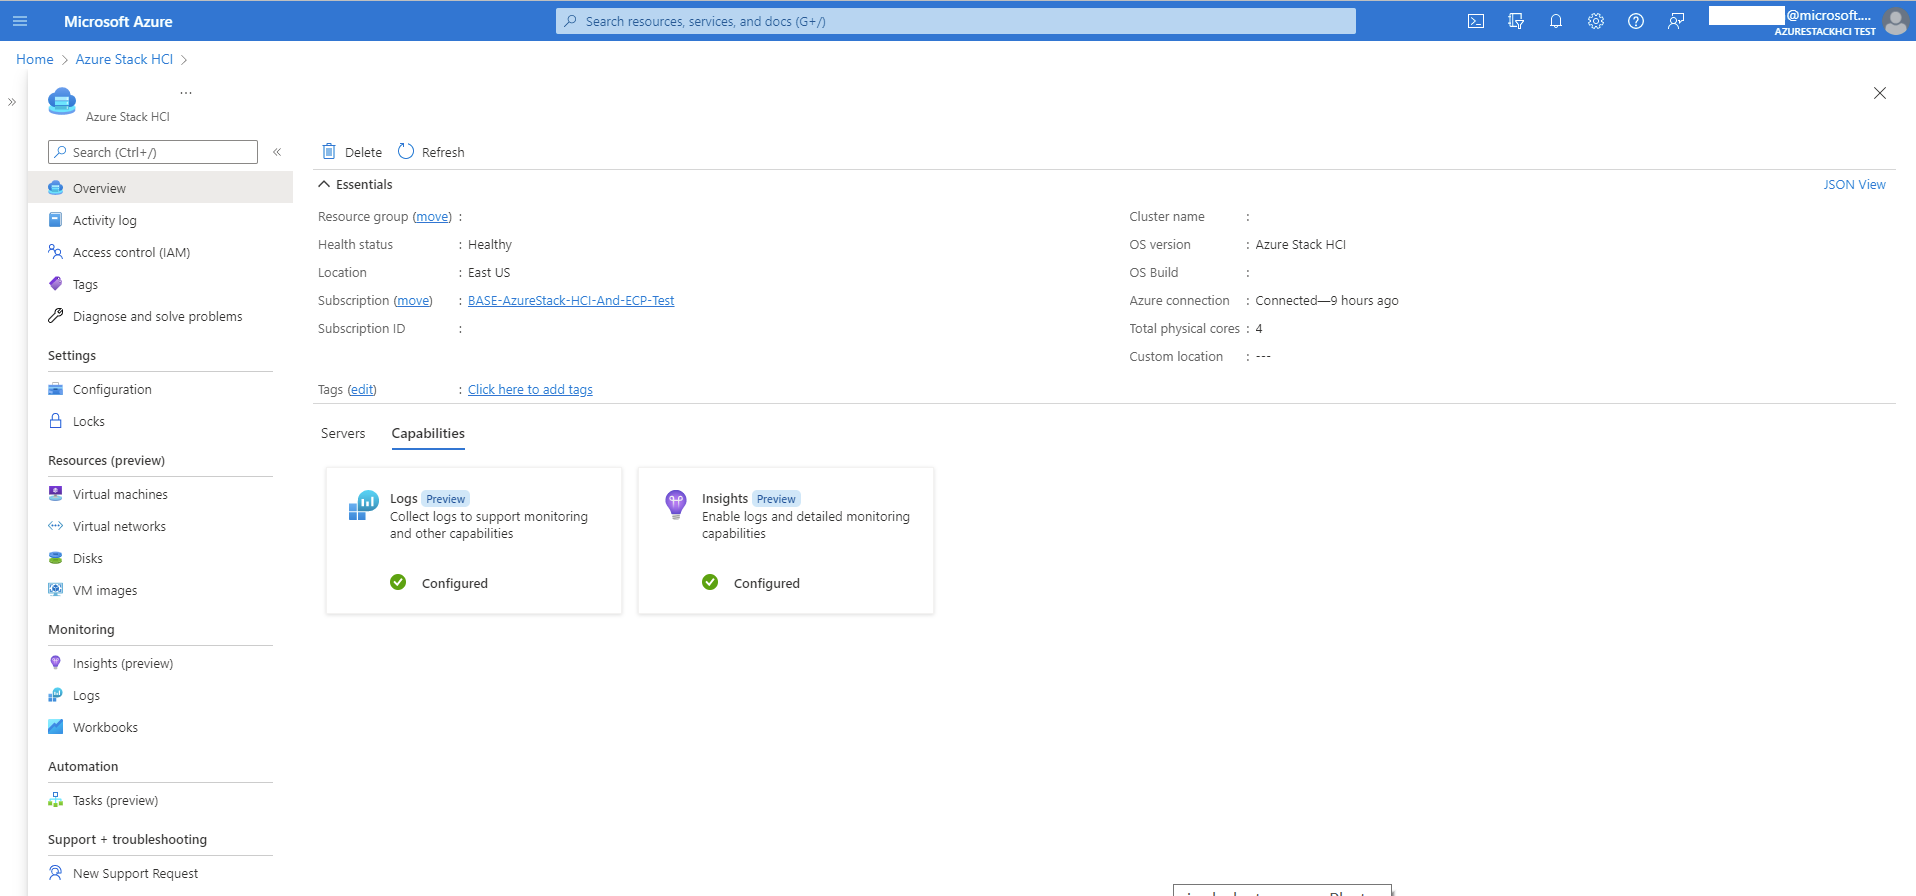 Microsoft Azure
Search resources, services, and docs (G+/)
@microsoft....
AZURESTACKHCI TEST
Home > Azure Stack HCI >
...
Azure Stack HCI
Search (Ctrl+/)
Overview
Activity log
Access control (IAM)
Tags
Diagnose and solve problems
Settings
Configuration
Locks
Resources (preview)
Virtual machines
Virtual networks
Disks
VM images
Monitoring
Insights (preview)
Logs
Workbooks
Automation
Tasks (preview)
Support + troubleshooting
New Support Request
Delete
Refresh
Essentials
JSON View
Resource group (move) :
Health status : Healthy
Location : East US
Subscription (move) : BASE-AzureStack-HCI-And-ECP-Test
Subscription ID :
Cluster name :
OS version : Azure Stack HCI
OS Build :
Azure connection : Connected—9 hours ago
Total physical cores : 4
Custom location : ---
Tags (edit) : Click here to add tags
Servers
Capabilities
Logs Preview
Collect logs to support monitoring
and other capabilities
Configured
Insights Preview
Enable logs and detailed monitoring
capabilities
Configured